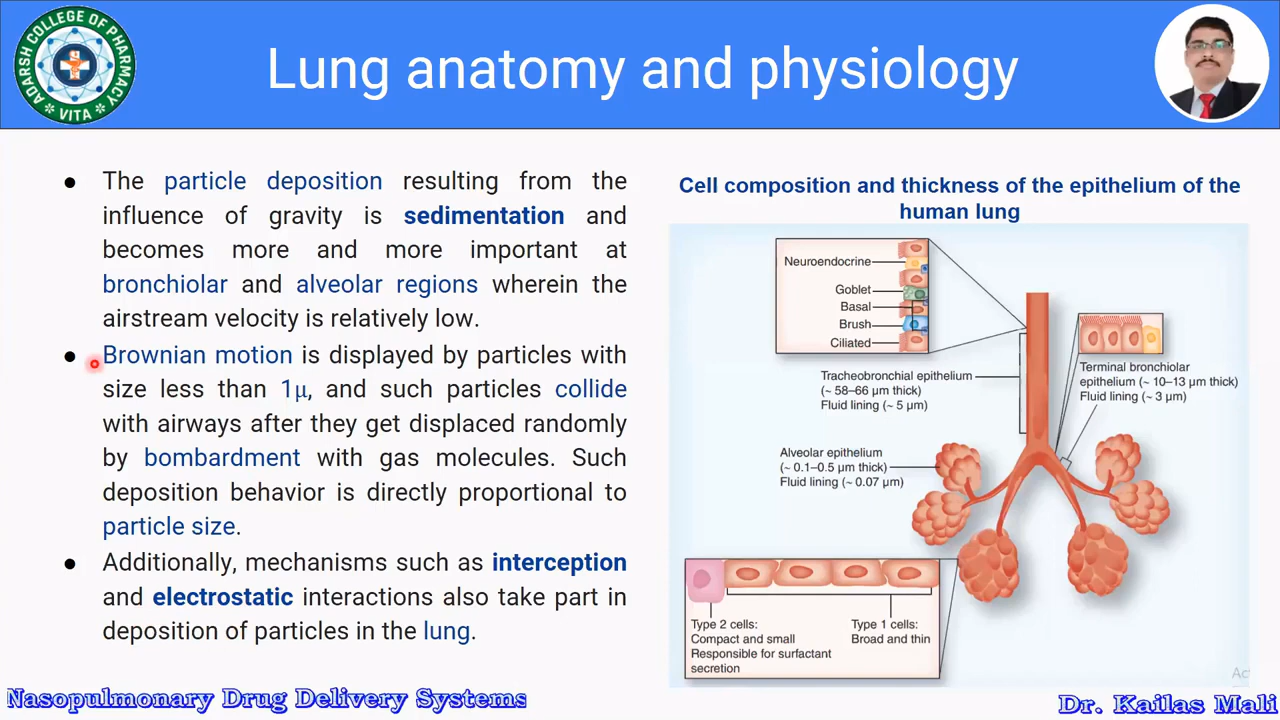 ADARSH COLLEGE OF PHARMACY
VITA
Lung anatomy and physiology
● The particle deposition resulting from the
influence of gravity is sedimentation and
becomes more and more important at
bronchiolar and alveolar regions wherein the
airstream velocity is relatively low.
● Brownian motion is displayed by particles with
size less than 1μ, and such particles collide
with airways after they get displaced randomly
by bombardment with gas molecules. Such
deposition behavior is directly proportional to
particle size.
● Additionally, mechanisms such as interception
and electrostatic interactions also take part in
deposition of particles in the lung.
Cell composition and thickness of the epithelium of the
human lung
Neuroendocrine
Goblet
Basal
Brush
Ciliated
Tracheobronchial epithelium
(~ 58–66 μm thick)
Fluid lining (~ 5 μm)
Terminal bronchiolar
epithelium (~ 10–13 μm thick)
Fluid lining (~ 3 μm)
Alveolar epithelium
(~ 0.1–0.5 μm thick)
Fluid lining (~ 0.07 μm)
Type 2 cells:
Compact and small
Responsible for surfactant
secretion
Type 1 cells:
Broad and thin
Nasopulmonary Drug Delivery Systems
Dr. Kailas Mali